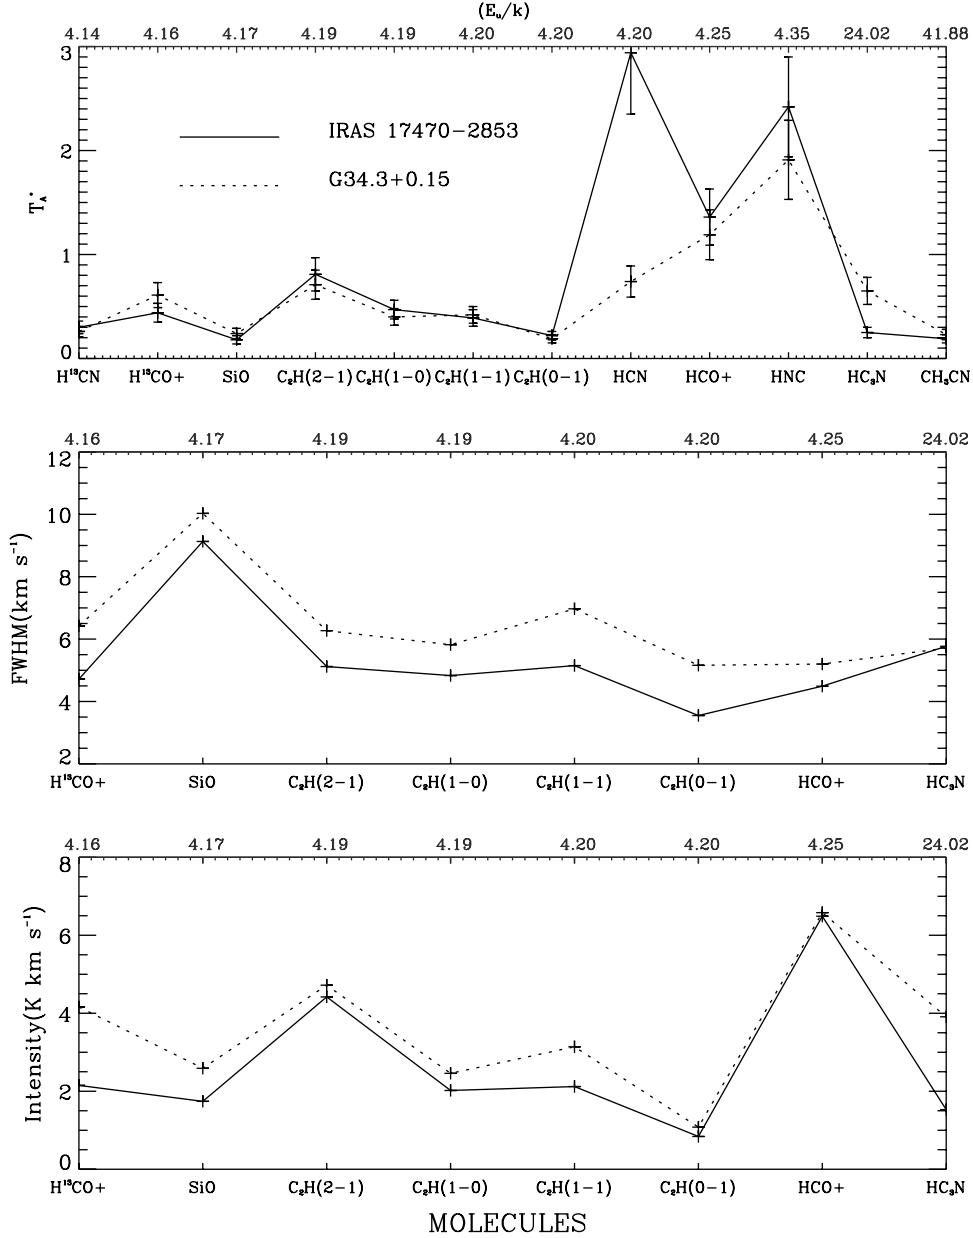 (Eᵤ/k)
4.14 4.16 4.17 4.19 4.19 4.20 4.20 4.20 4.25 4.35 24.02 41.88
3
IRAS 17470−2853
2
G34.3+0.15
T_A*
1
0
H¹³CN H¹³CO+ SiO C₂H(2−1) C₂H(1−0) C₂H(1−1) C₂H(0−1) HCN HCO+ HNC HC₃N CH₃CN
4.16 4.17 4.19 4.19 4.20 4.20 4.25 24.02
12
10
8
FWHM(km s⁻¹)
6
4
2
H¹³CO+ SiO C₂H(2−1) C₂H(1−0) C₂H(1−1) C₂H(0−1) HCO+ HC₃N
4.16 4.17 4.19 4.19 4.20 4.20 4.25 24.02
8
6
Intensity(K km s⁻¹)
4
2
0
H¹³CO+ SiO C₂H(2−1) C₂H(1−0) C₂H(1−1) C₂H(0−1) HCO+ HC₃N
MOLECULES